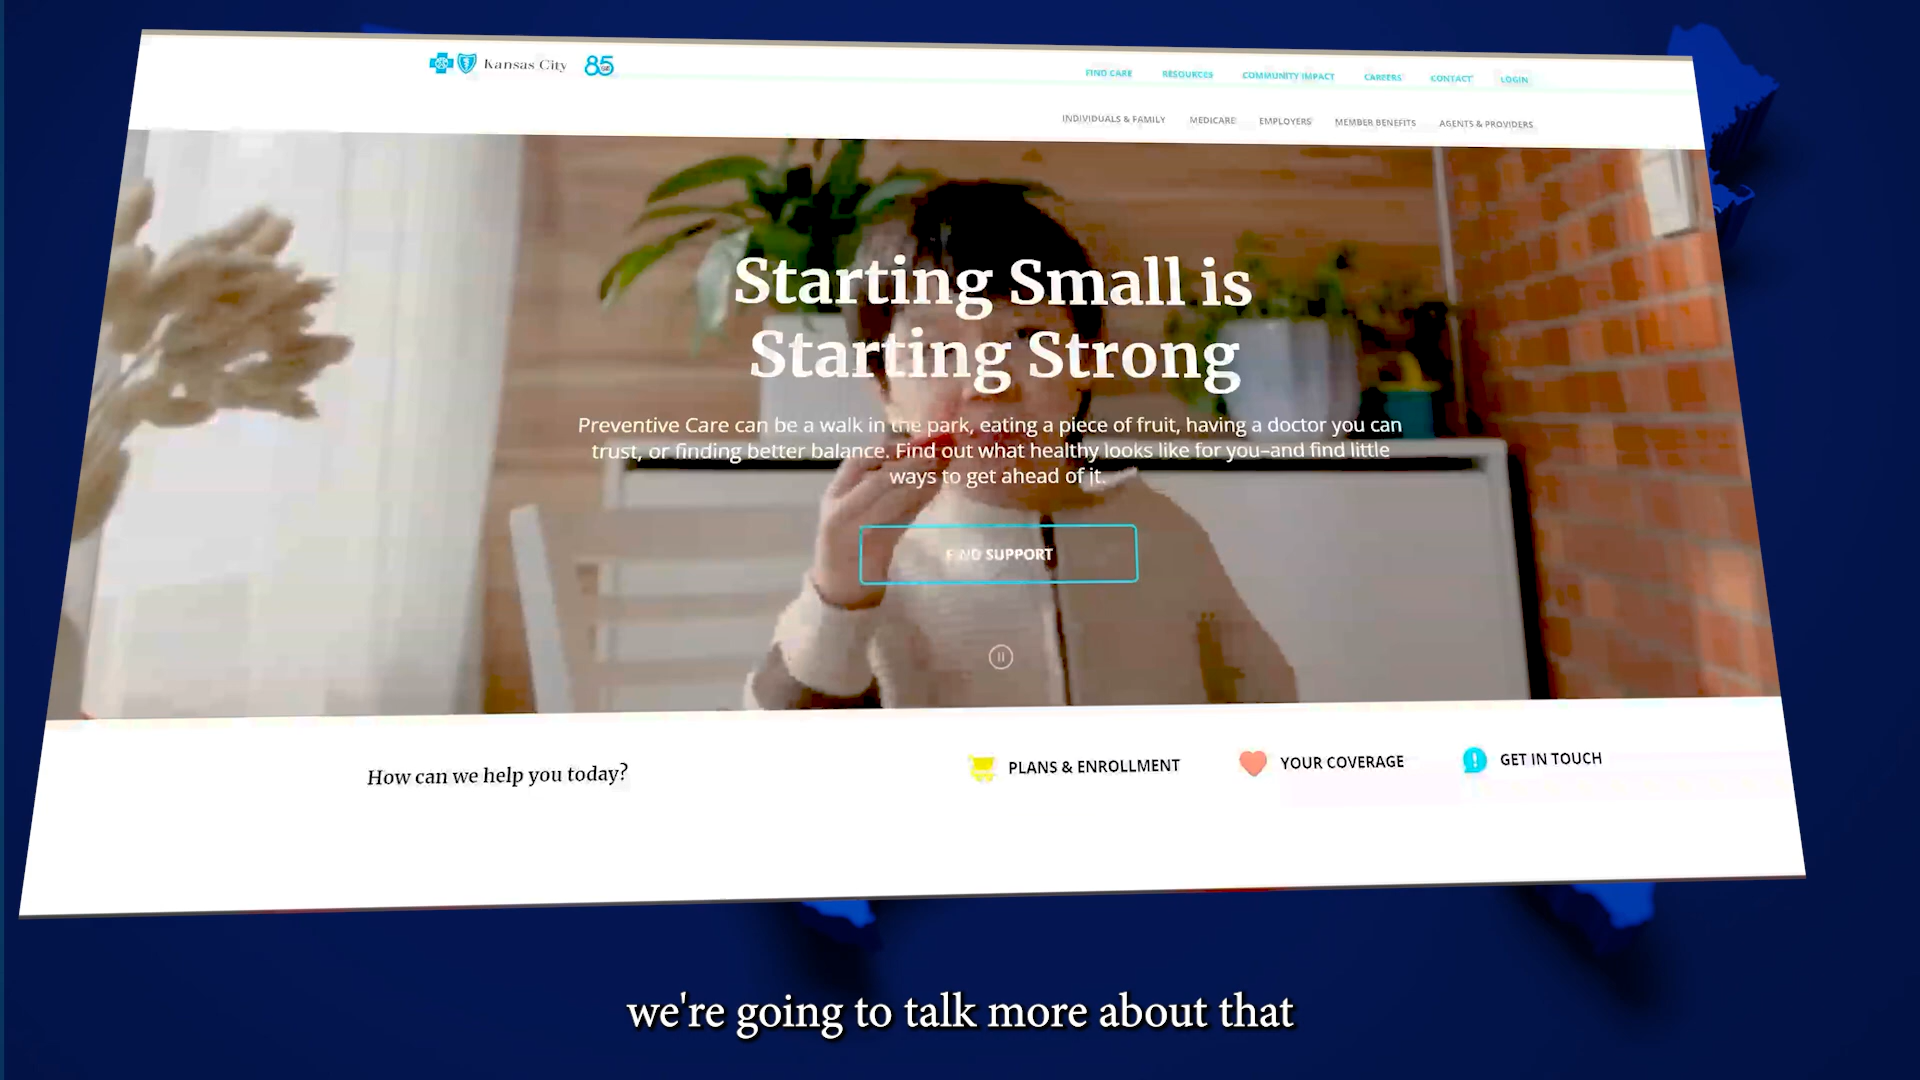 Kansas City 85
FIND CARE RESOURCES COMMUNITY IMPACT CAREERS CONTACT LOGIN
INDIVIDUALS & FAMILY MEDICARE EMPLOYERS MEMBER BENEFITS AGENTS & PROVIDERS
Starting Small is
Starting Strong
Preventive Care can be a walk in the park, eating a piece of fruit, having a doctor you can
trust, or finding better balance. Find out what healthy looks like for you–and find little
ways to get ahead of it.
FIND SUPPORT
How can we help you today?
PLANS & ENROLLMENT YOUR COVERAGE GET IN TOUCH
we're going to talk more about that